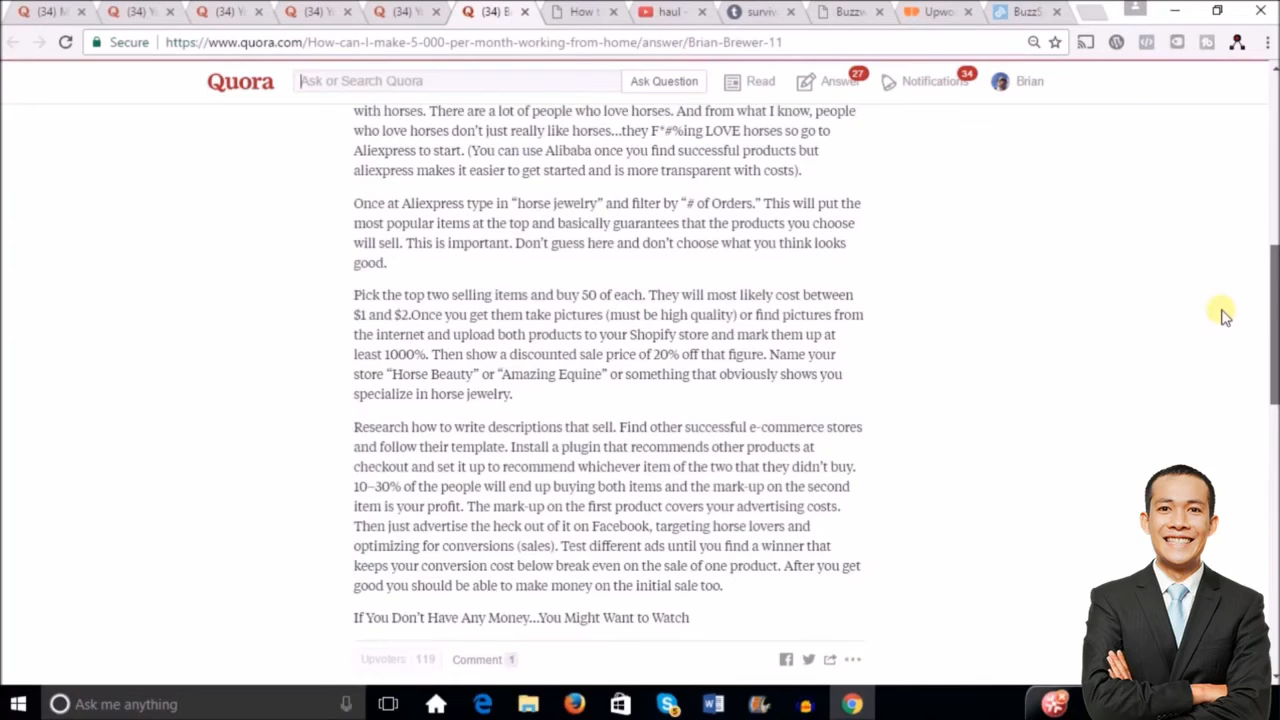 (34) M
(34) Yo
(34) Yo
(34) Yo
(34) Yo
(34) B
How t
haul -
surviv
Buzzw
Upwo
BuzzS
Secure
https://www.quora.com/How-can-I-make-5-000-per-month-working-from-home/answer/Brian-Brewer-11
Quora
Ask or Search Quora
Ask Question
Read
Answer
27
Notifications
34
Brian
with horses. There are a lot of people who love horses. And from what I know, people
who love horses don't just really like horses...they F*#%ing LOVE horses so go to
Aliexpress to start. (You can use Alibaba once you find successful products but
aliexpress makes it easier to get started and is more transparent with costs).
Once at Aliexpress type in “horse jewelry” and filter by “# of Orders.” This will put the
most popular items at the top and basically guarantees that the products you choose
will sell. This is important. Don't guess here and don't choose what you think looks
good.
Pick the top two selling items and buy 50 of each. They will most likely cost between
$1 and $2.Once you get them take pictures (must be high quality) or find pictures from
the internet and upload both products to your Shopify store and mark them up at
least 1000%. Then show a discounted sale price of 20% off that figure. Name your
store “Horse Beauty” or “Amazing Equine” or something that obviously shows you
specialize in horse jewelry.
Research how to write descriptions that sell. Find other successful e-commerce stores
and follow their template. Install a plugin that recommends other products at
checkout and set it up to recommend whichever item of the two that they didn't buy.
10–30% of the people will end up buying both items and the mark-up on the second
item is your profit. The mark-up on the first product covers your advertising costs.
Then just advertise the heck out of it on Facebook, targeting horse lovers and
optimizing for conversions (sales). Test different ads until you find a winner that
keeps your conversion cost below break even on the sale of one product. After you get
good you should be able to make money on the initial sale too.
If You Don't Have Any Money...You Might Want to Watch
Upvoters 119
Comment 1
Ask me anything